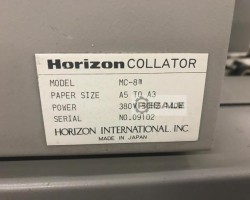 Horizon COLLATOR
MODEL MC-8
PAPER SIZE A5 TO A3
POWER 380V
SERIAL NO.09102
HORIZON INTERNATIONAL. INC
MADE IN JAPAN